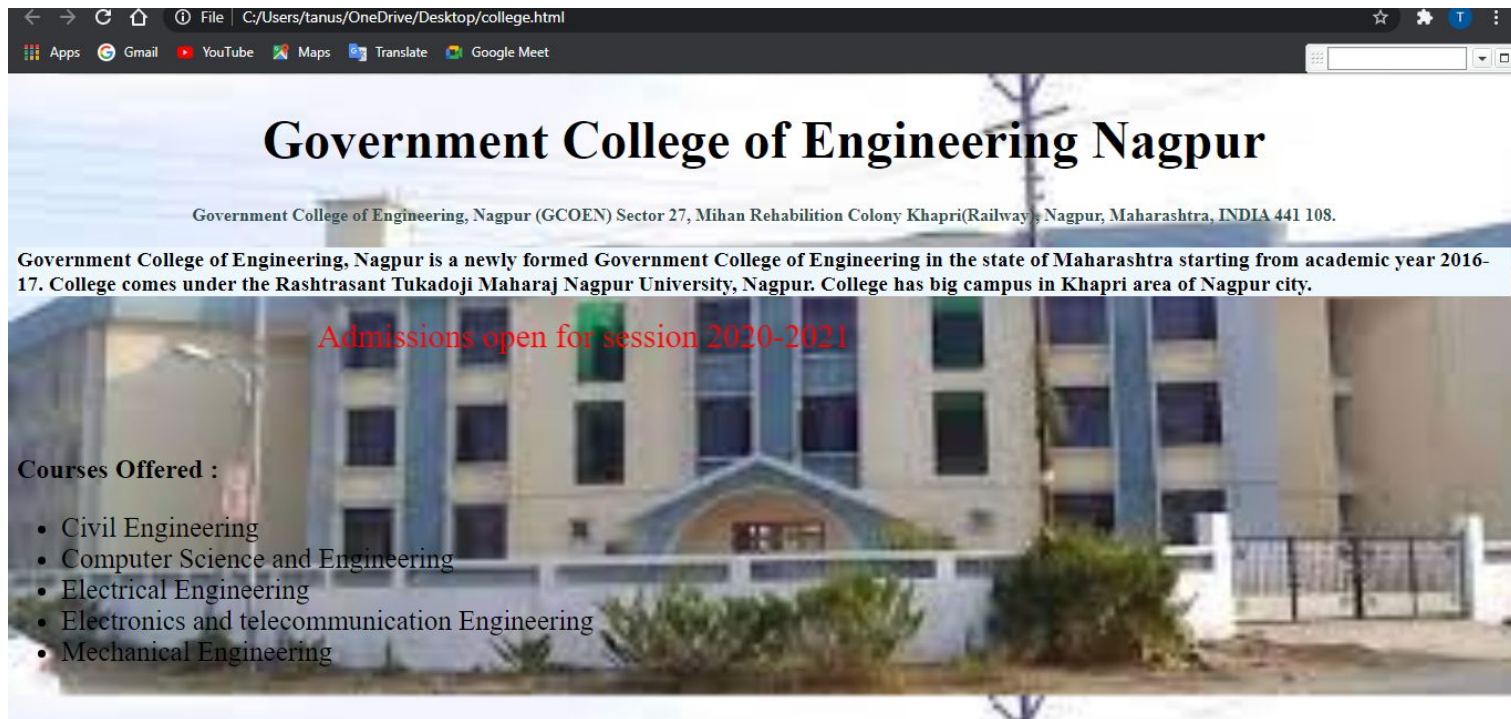 File | C:/Users/tanus/OneDrive/Desktop/college.html
T
Apps Gmail YouTube Maps Translate Google Meet
Government College of Engineering Nagpur
Government College of Engineering, Nagpur (GCOEN) Sector 27, Mihan Rehabilition Colony Khapri(Railway), Nagpur, Maharashtra, INDIA 441 108.
Government College of Engineering, Nagpur is a newly formed Government College of Engineering in the state of Maharashtra starting from academic year 2016-
17. College comes under the Rashtrasant Tukadoji Maharaj Nagpur University, Nagpur. College has big campus in Khapri area of Nagpur city.
Admissions open for session 2020-2021
Courses Offered :
• Civil Engineering
• Computer Science and Engineering
• Electrical Engineering
• Electronics and telecommunication Engineering
• Mechanical Engineering